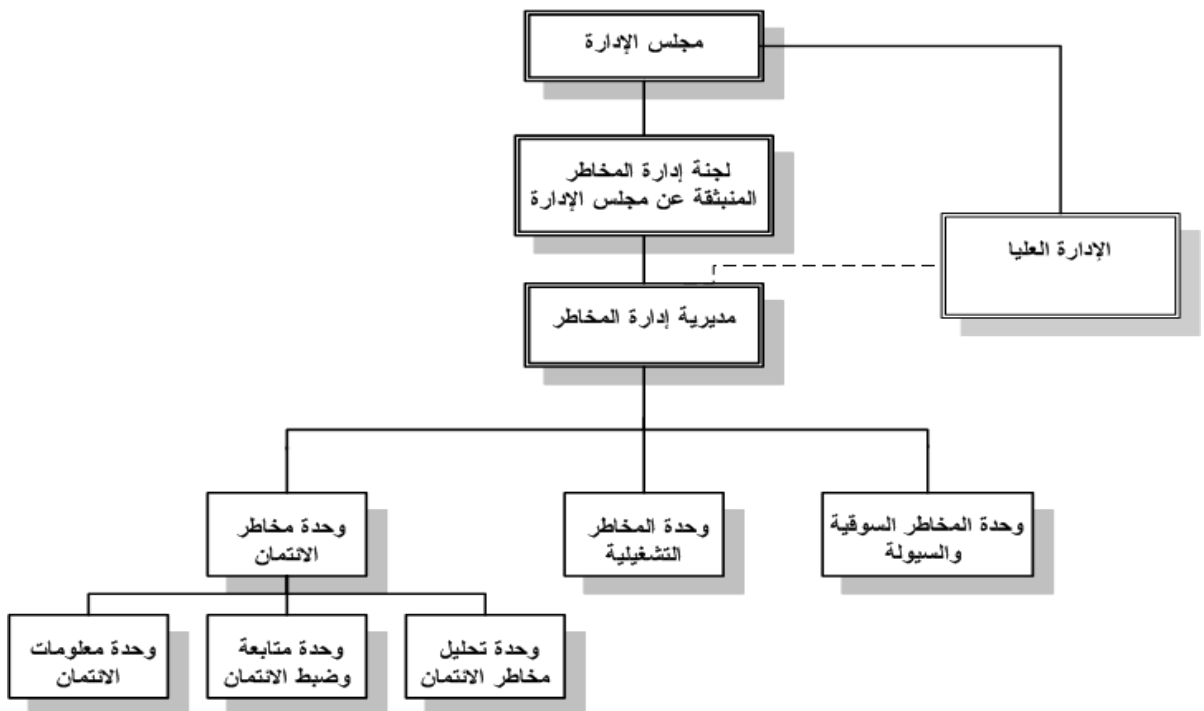 مجلس الإدارة
لجنة إدارة المخاطر
المنبثقة عن مجلس الإدارة
الإدارة العليا
مديرية إدارة المخاطر
وحدة المخاطر السوقية
والسيولة
وحدة المخاطر
التشغيلية
وحدة مخاطر
الائتمان
وحدة تحليل
مخاطر الائتمان
وحدة متابعة
وضبط الائتمان
وحدة معلومات
الائتمان